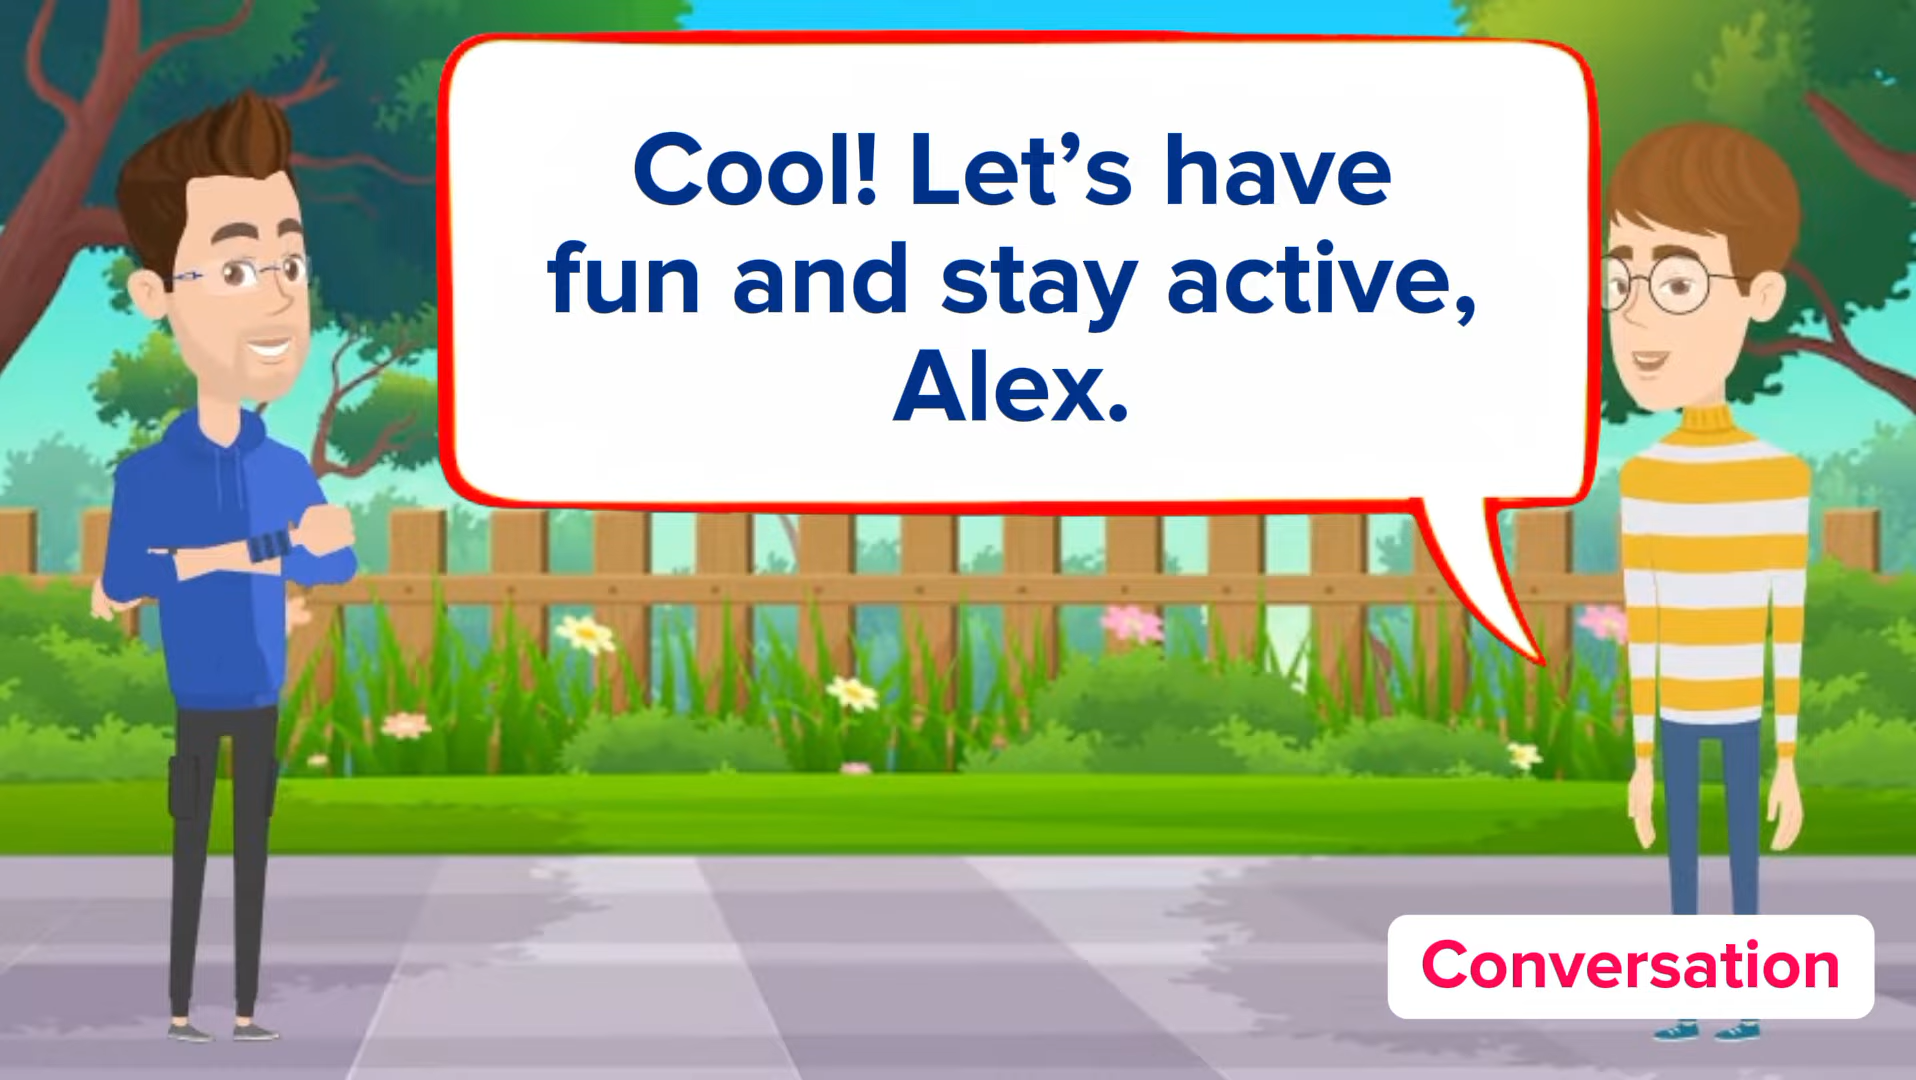 Cool! Let’s have
fun and stay active,
Alex.
Conversation